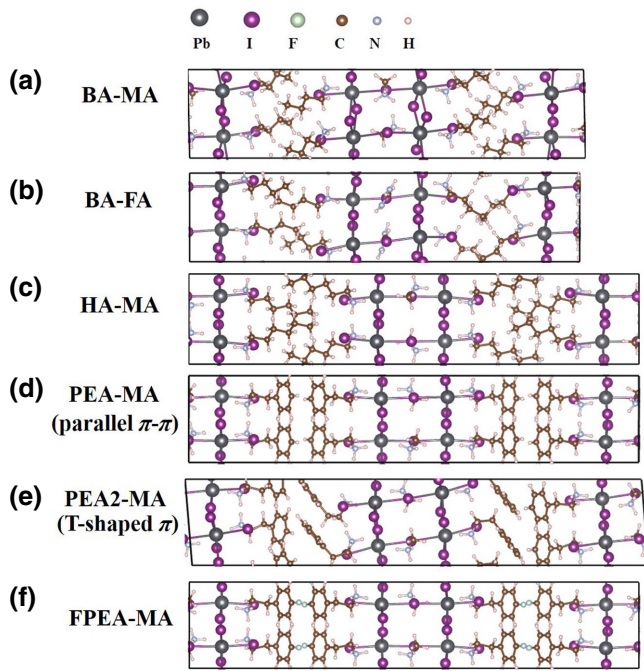 Pb I F C N H
(a) BA-MA
(b) BA-FA
(c) HA-MA
(d) PEA-MA
(parallel π-π)
(e) PEA2-MA
(T-shaped π)
(f) FPEA-MA